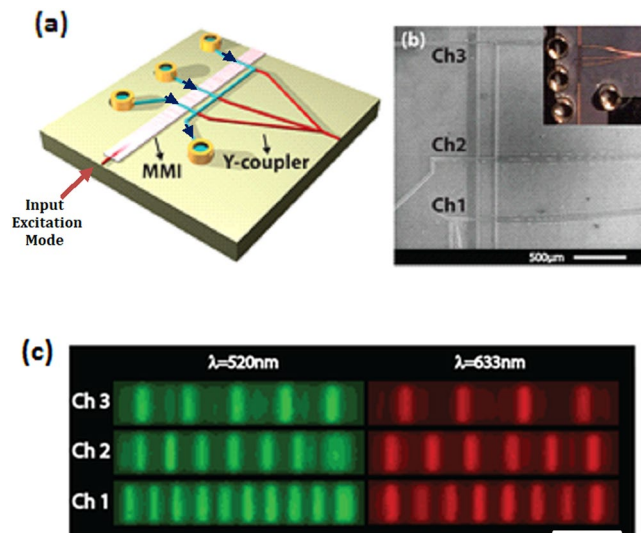 (a)
MMI
Y-coupler
Input
Excitation
Mode
(b)
Ch3
Ch2
Ch1
500µm
(c)
λ=520nm
λ=633nm
Ch 3
Ch 2
Ch 1